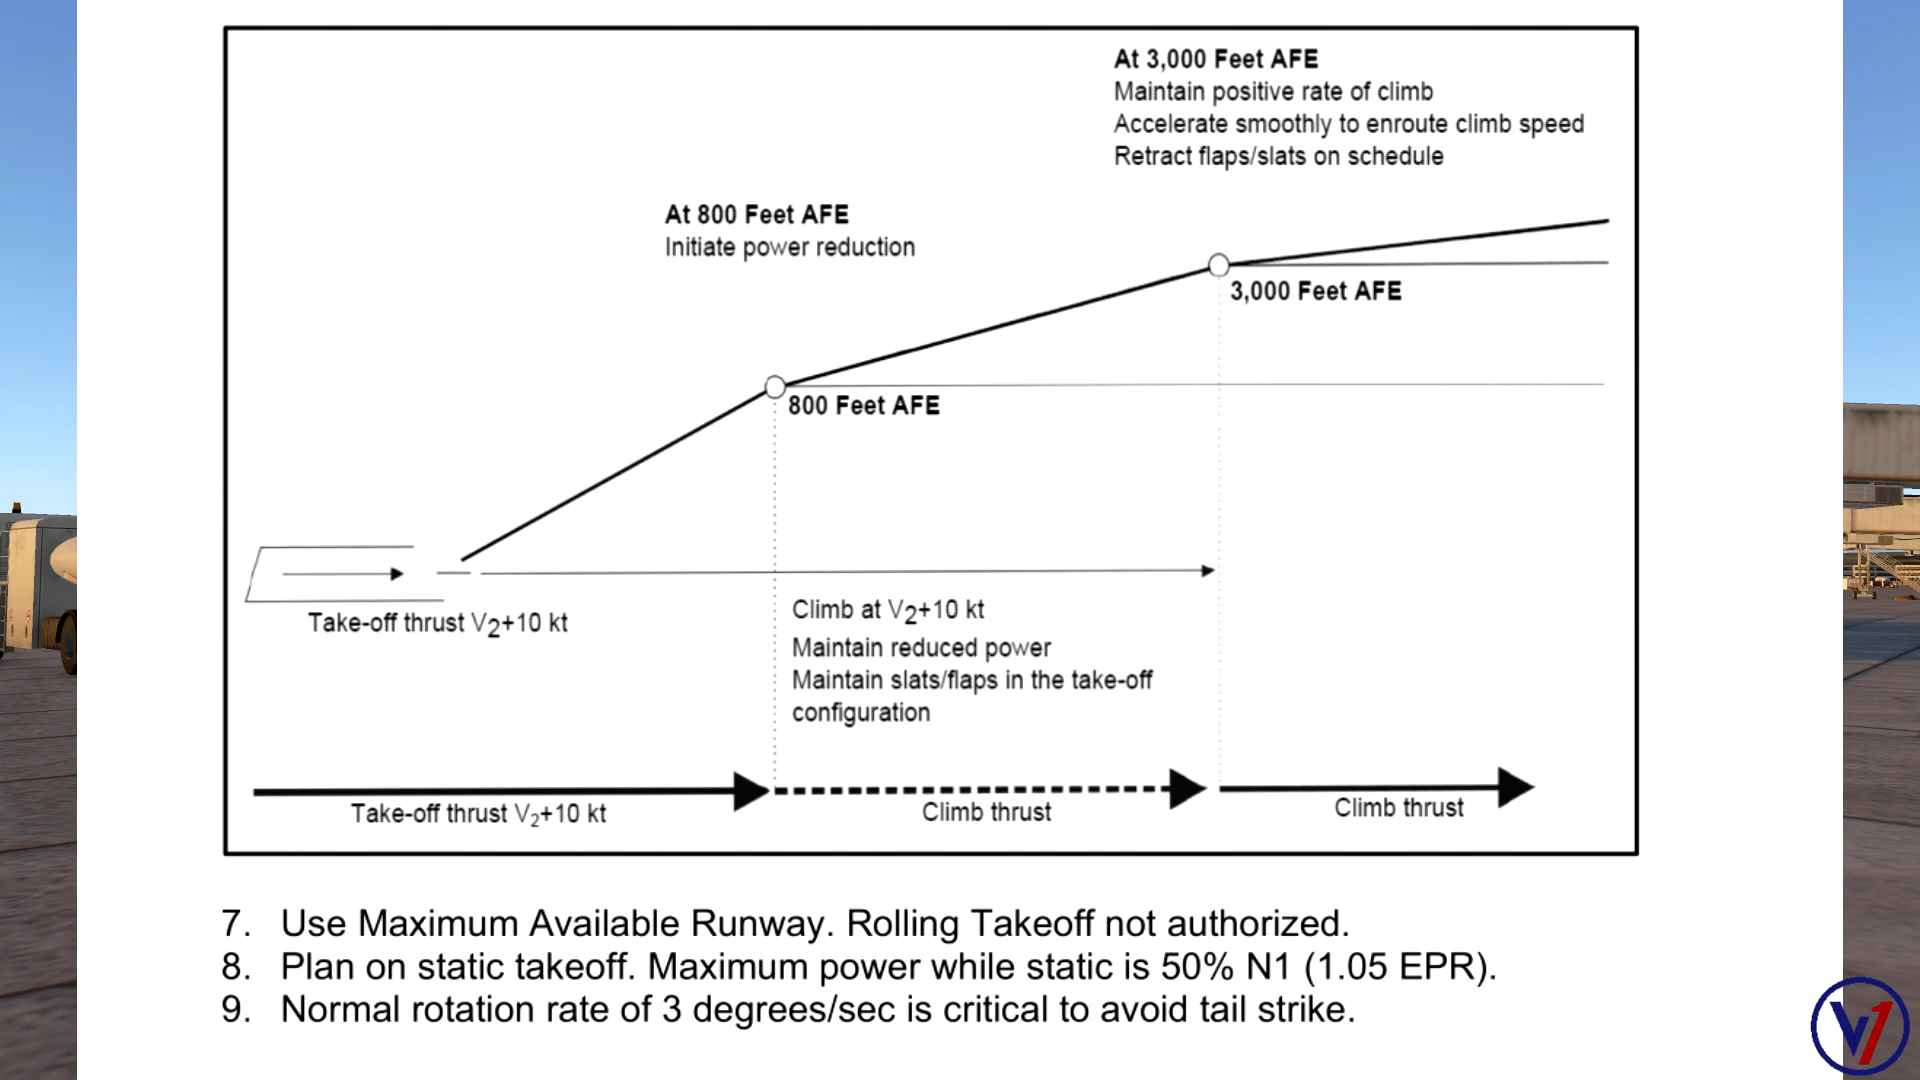 At 3,000 Feet AFE
Maintain positive rate of climb
Accelerate smoothly to enroute climb speed
Retract flaps/slats on schedule
At 800 Feet AFE
Initiate power reduction
3,000 Feet AFE
800 Feet AFE
Take-off thrust V2+10 kt
Climb at V2+10 kt
Maintain reduced power
Maintain slats/flaps in the take-off
configuration
Take-off thrust V2+10 kt
Climb thrust
Climb thrust
7. Use Maximum Available Runway. Rolling Takeoff not authorized.
8. Plan on static takeoff. Maximum power while static is 50% N1 (1.05 EPR).
9. Normal rotation rate of 3 degrees/sec is critical to avoid tail strike.
V1